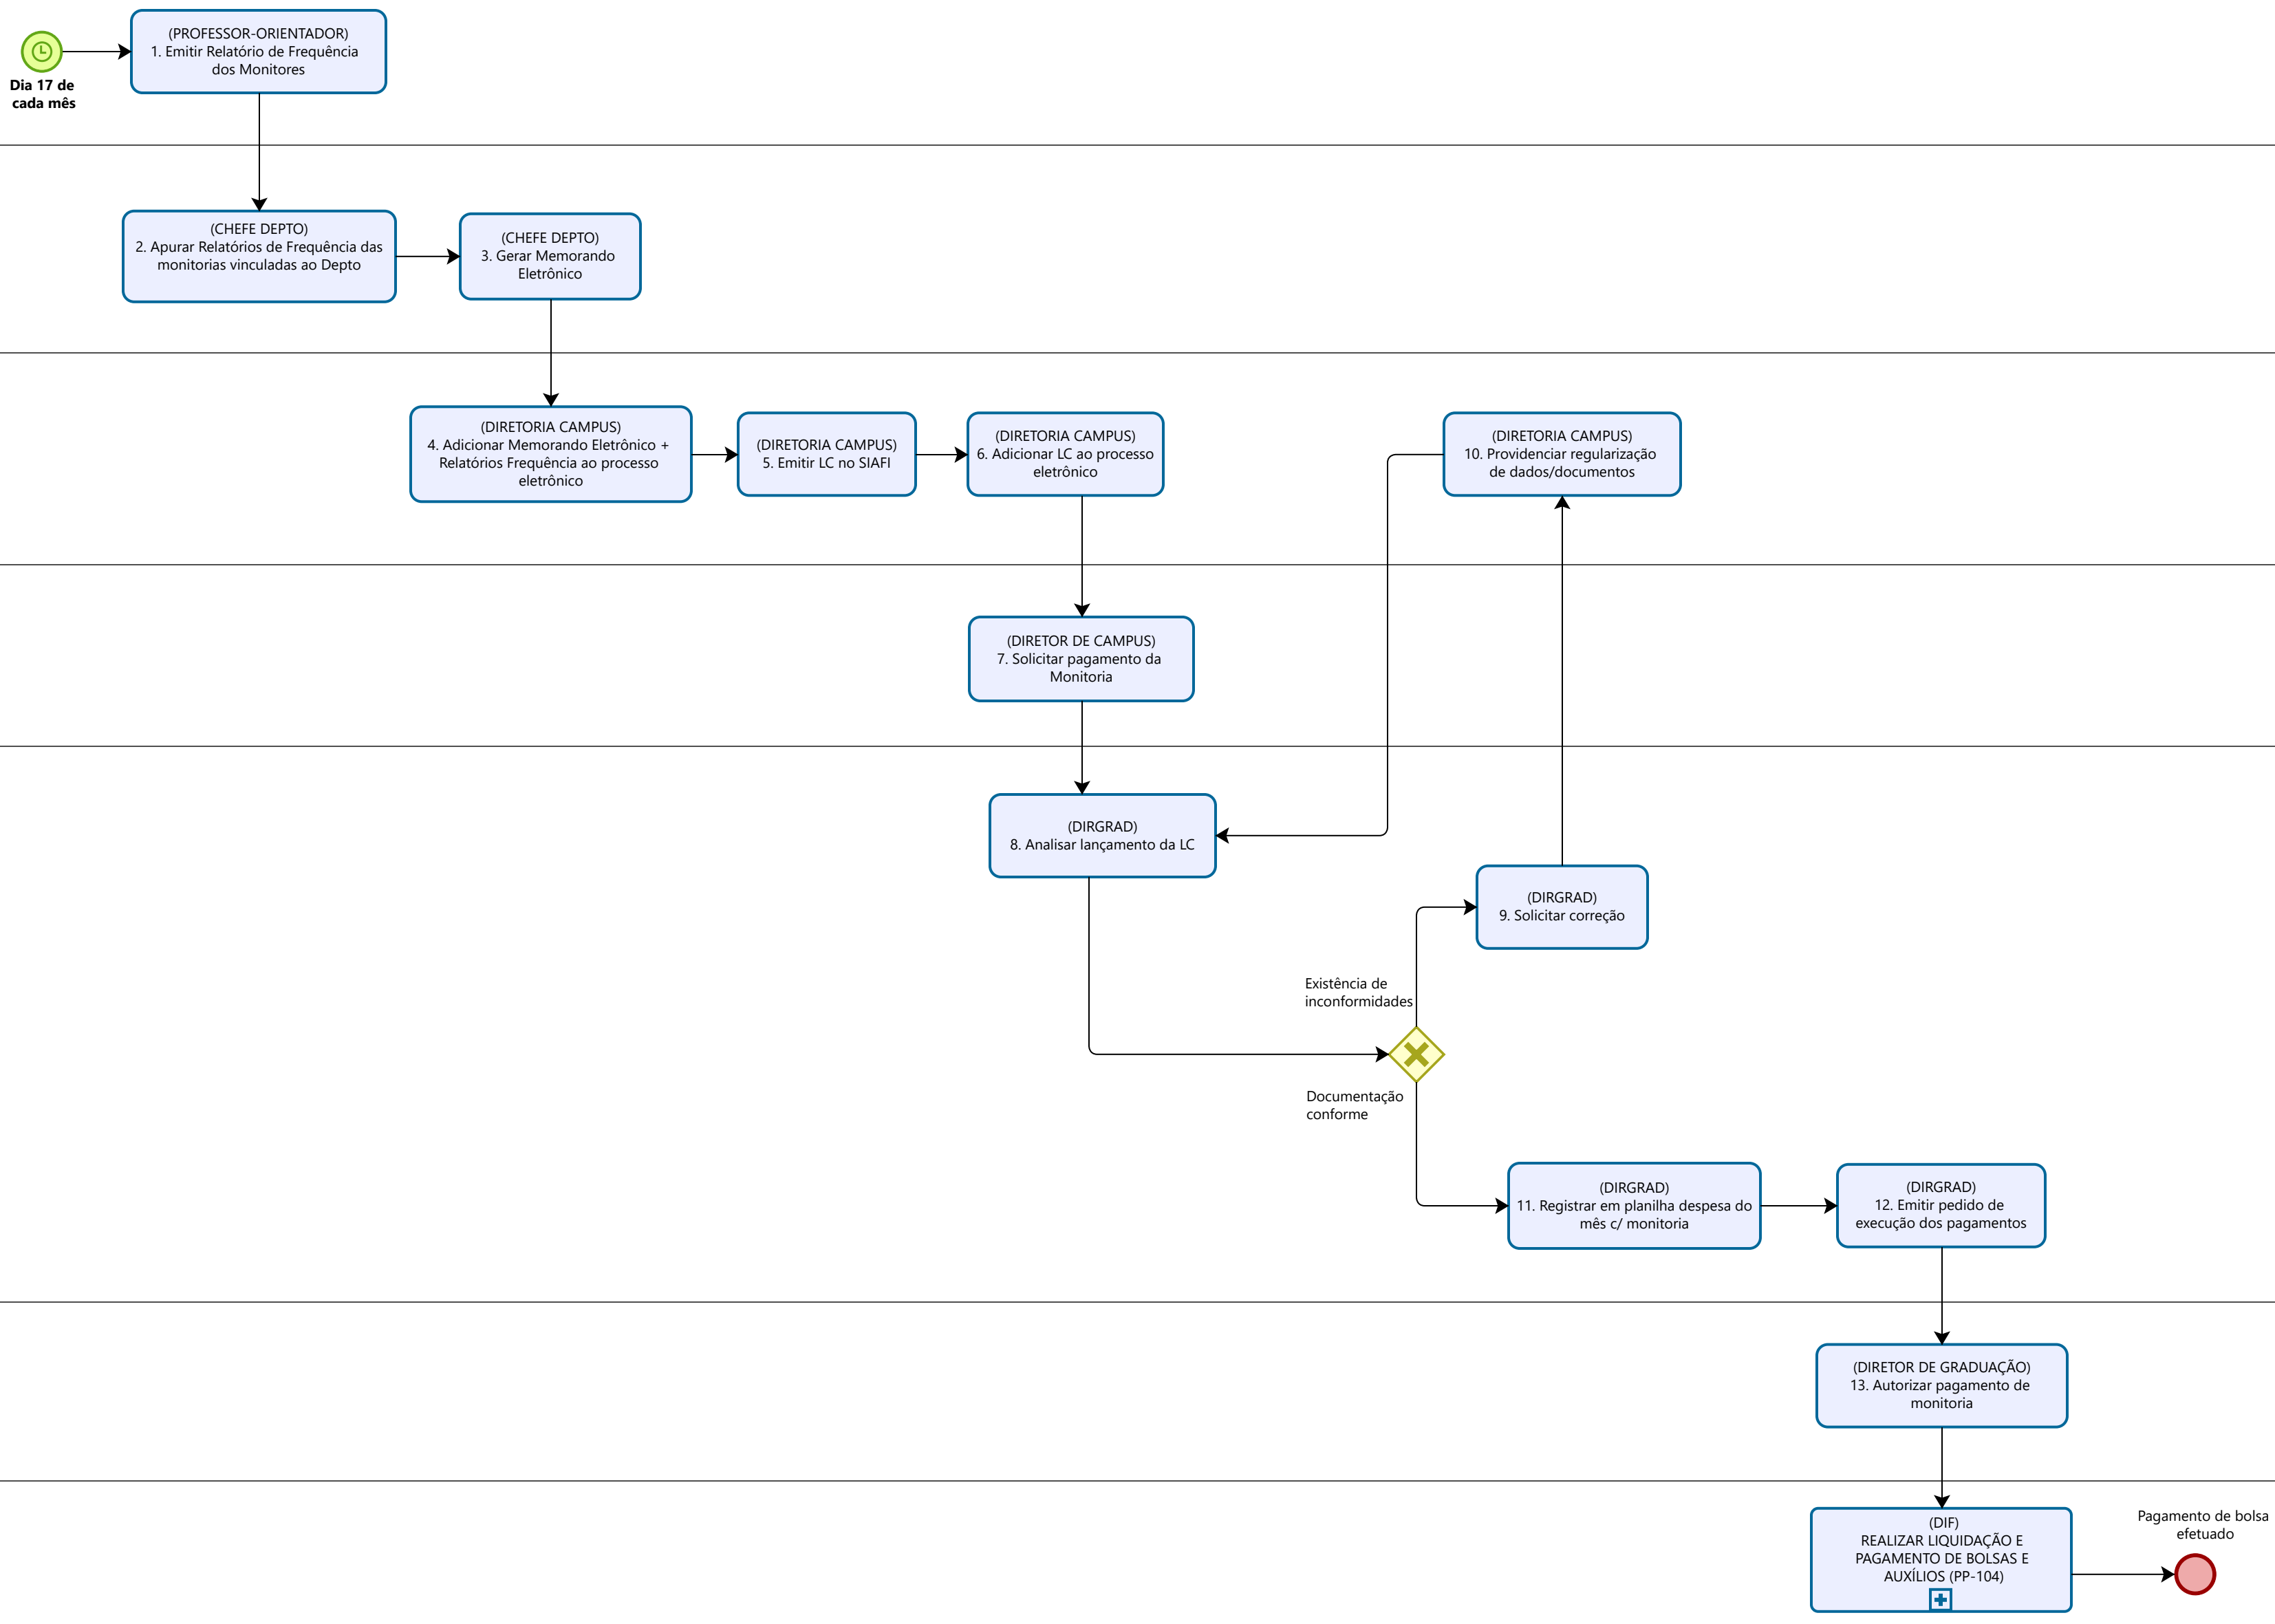 (PROFESSOR-ORIENTADOR)
1. Emitir Relatório de Frequência
dos Monitores
Dia 17 de
cada mês
(CHEFE DEPTO)
2. Apurar Relatórios de Frequência das
monitorias vinculadas ao Depto
(CHEFE DEPTO)
3. Gerar Memorando
Eletrônico
(DIRETORIA CAMPUS)
4. Adicionar Memorando Eletrônico +
Relatórios Frequência ao processo
eletrônico
(DIRETORIA CAMPUS)
5. Emitir LC no SIAFI
(DIRETORIA CAMPUS)
6. Adicionar LC ao processo
eletrônico
(DIRETORIA CAMPUS)
10. Providenciar regularização
de dados/documentos
(DIRETOR DE CAMPUS)
7. Solicitar pagamento da
Monitoria
(DIRGRAD)
8. Analisar lançamento da LC
(DIRGRAD)
9. Solicitar correção
Existência de
inconformidades
Documentação
conforme
(DIRGRAD)
11. Registrar em planilha despesa do
mês c/ monitoria
(DIRGRAD)
12. Emitir pedido de
execução dos pagamentos
(DIRETOR DE GRADUAÇÃO)
13. Autorizar pagamento de
monitoria
(DIF)
REALIZAR LIQUIDAÇÃO E
PAGAMENTO DE BOLSAS E
AUXÍLIOS (PP-104)
Pagamento de bolsa
efetuado